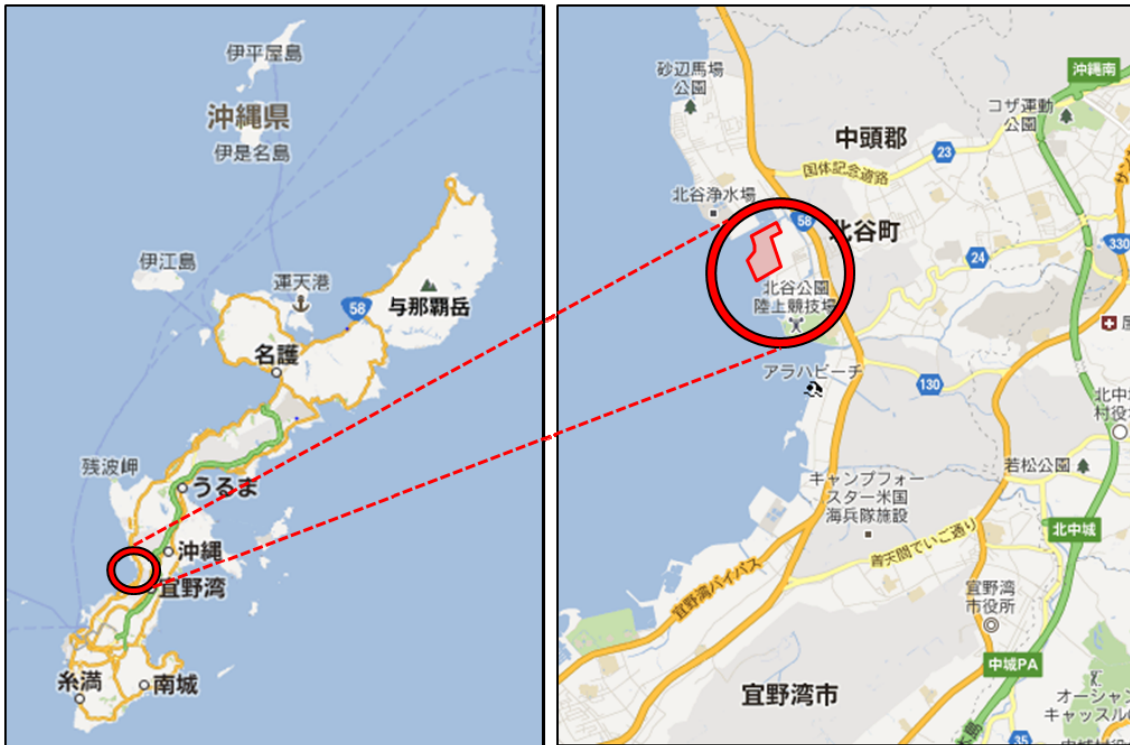 伊平屋島
沖縄県
伊是名島
伊江島
運天港
58
与那覇岳
名護
残波岬
うるま
沖縄
宜野湾
糸満
南城
砂辺馬場
公園
沖縄南
コザ運動
公園
中頭郡
23
国体記念道路
北谷浄水場
58
北谷町
330
24
北谷公園
陸上競技場
アラハビーチ
130
北中城
若松公園
キャンプフォー
スター米国
海兵隊施設
北中城
普天間でいご通り
宜野湾バイパス
宜野湾
市役所
中城PA
宜野湾市
オーシャン
キャッスル
35